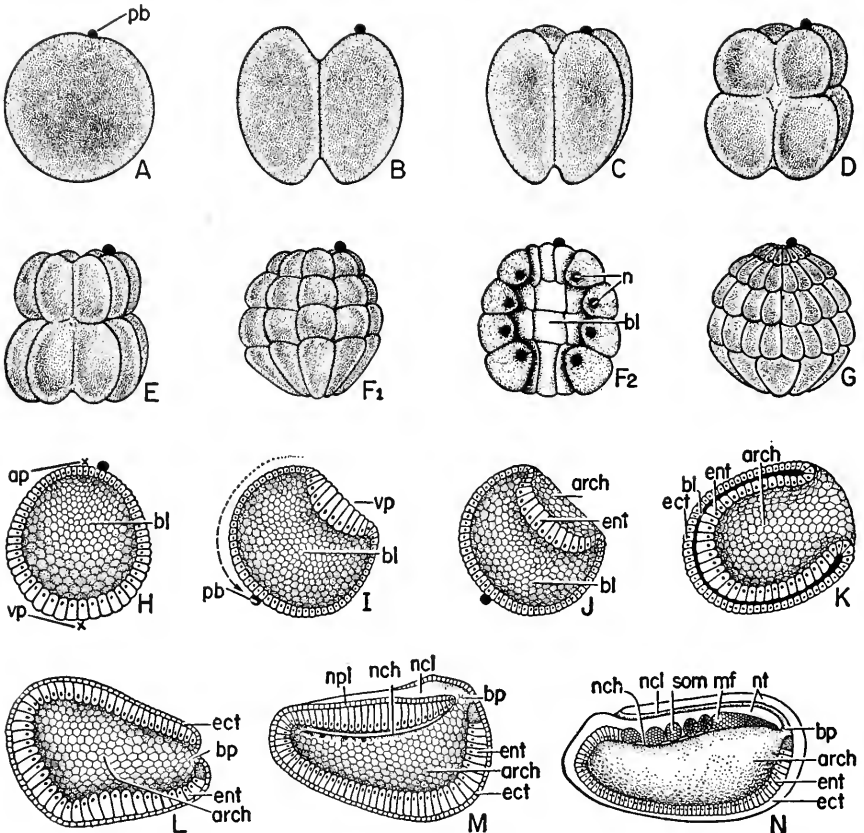 pb
A
B
C
D
E
F1
n
bl
F2
G
ap
bl
vp
H
vp
bl
pb
I
arch
ent
bl
J
arch
ent
bl
ect
K
ect
bp
ent
arch
L
npl nch ncl
bp
ent
arch
ect
M
nch ncl som mf nt
bp
arch
ent
ect
N